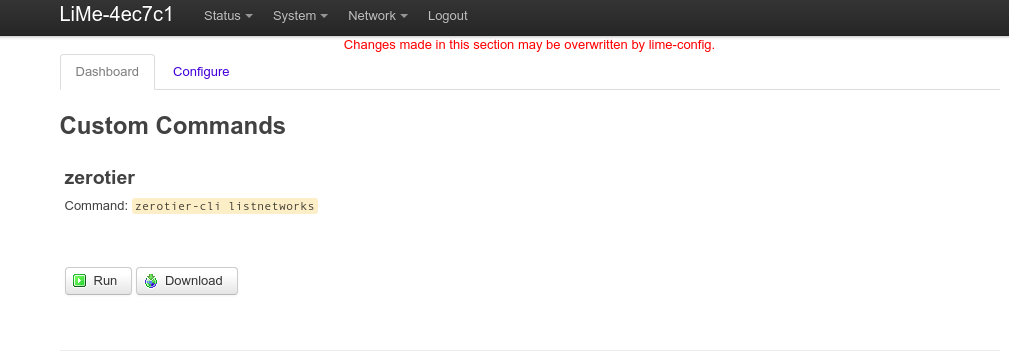 LiMe-4ec7c1 Status System Network Logout
Changes made in this section may be overwritten by lime-config.
Dashboard Configure
Custom Commands
zerotier
Command: zerotier-cli listnetworks
Run Download